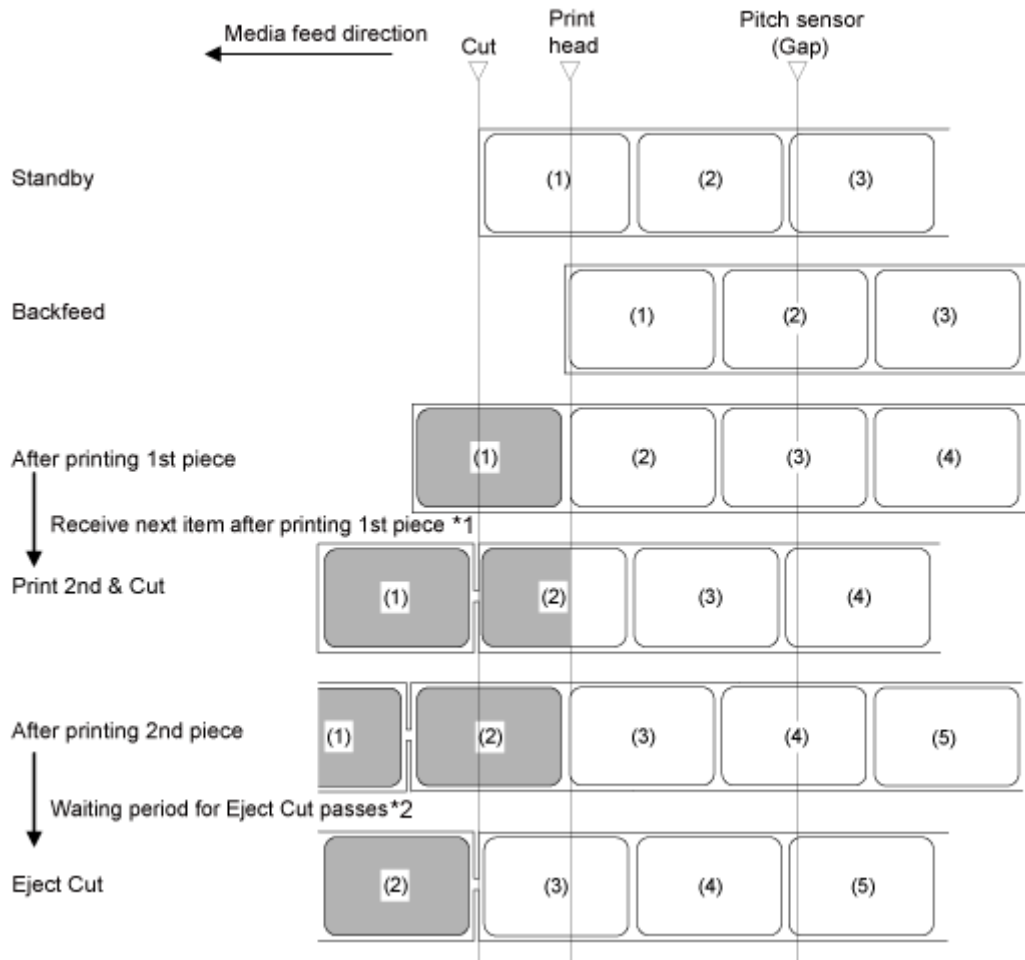 Media feed direction
Cut
Print
head
Pitch sensor
(Gap)
Standby
(1)
(2)
(3)
Backfeed
(1)
(2)
(3)
After printing 1st piece
(1)
(2)
(3)
(4)
Receive next item after printing 1st piece *1
Print 2nd & Cut
(1)
(2)
(3)
(4)
After printing 2nd piece
(1)
(2)
(3)
(4)
(5)
Waiting period for Eject Cut passes*2
Eject Cut
(2)
(3)
(4)
(5)